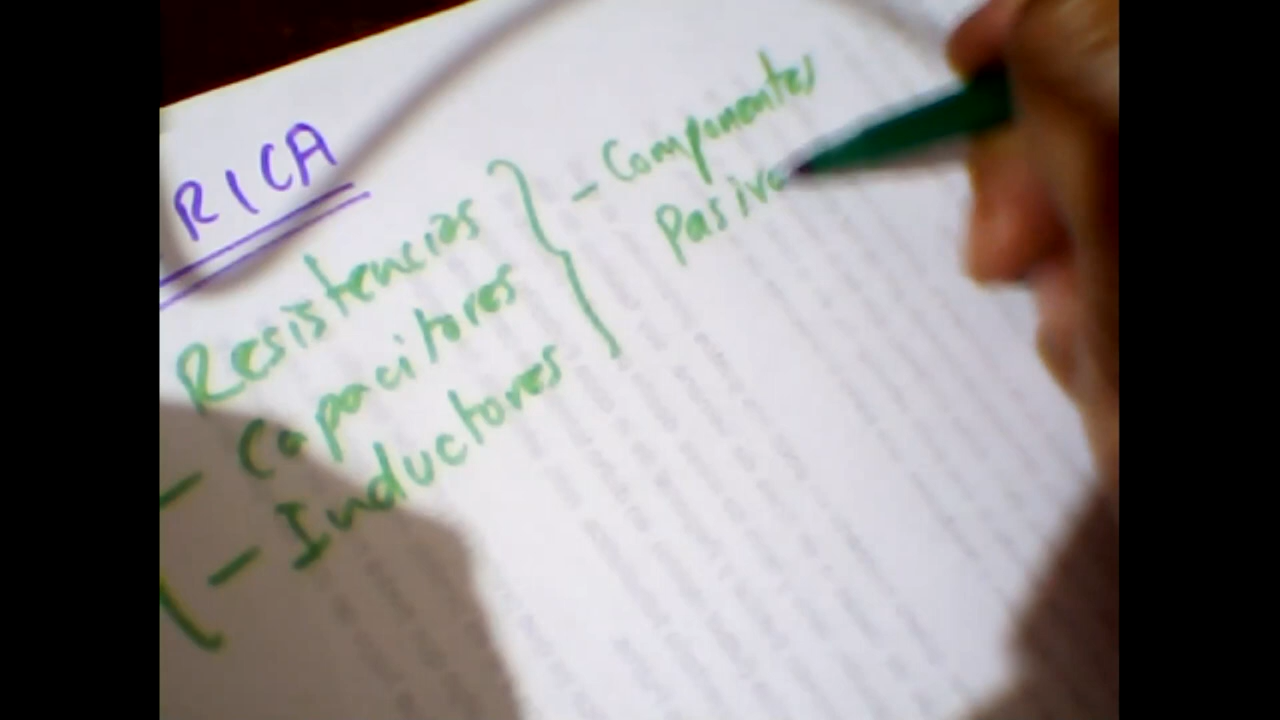 RICA
Resistencias
- Capacitores
- Inductores
- Componentes
Pasivo